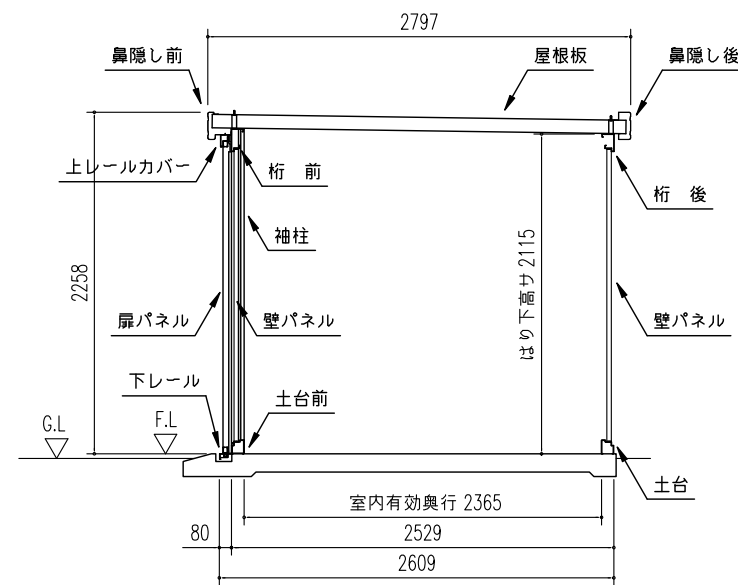 2797
鼻隠し前
屋根板
鼻隠し後
上レールカバー
桁　前
桁　後
袖柱
はり下高サ 2115
2258
扉パネル
壁パネル
壁パネル
下レール
土台前
G.L
F.L
土台
室内有効奥行 2365
80
2529
2609